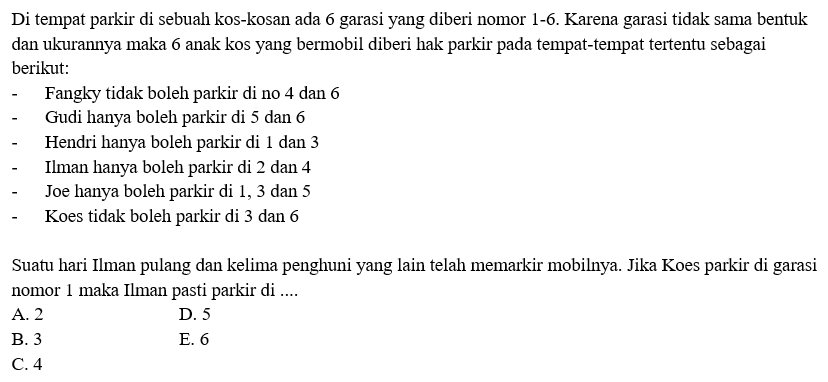 Di tempat parkir di sebuah kos-kosan ada 6 garasi yang diberi nomor 1-6. Karena garasi tidak sama bentuk
dan ukurannya maka 6 anak kos yang bermobil diberi hak parkir pada tempat-tempat tertentu sebagai
berikut:
- Fangky tidak boleh parkir di no 4 dan 6
- Gudi hanya boleh parkir di 5 dan 6
- Hendri hanya boleh parkir di 1 dan 3
- Ilman hanya boleh parkir di 2 dan 4
- Joe hanya boleh parkir di 1, 3 dan 5
- Koes tidak boleh parkir di 3 dan 6
Suatu hari Ilman pulang dan kelima penghuni yang lain telah memarkir mobilnya. Jika Koes parkir di garasi
nomor 1 maka Ilman pasti parkir di ....
A. 2 D. 5
B. 3 E. 6
C. 4